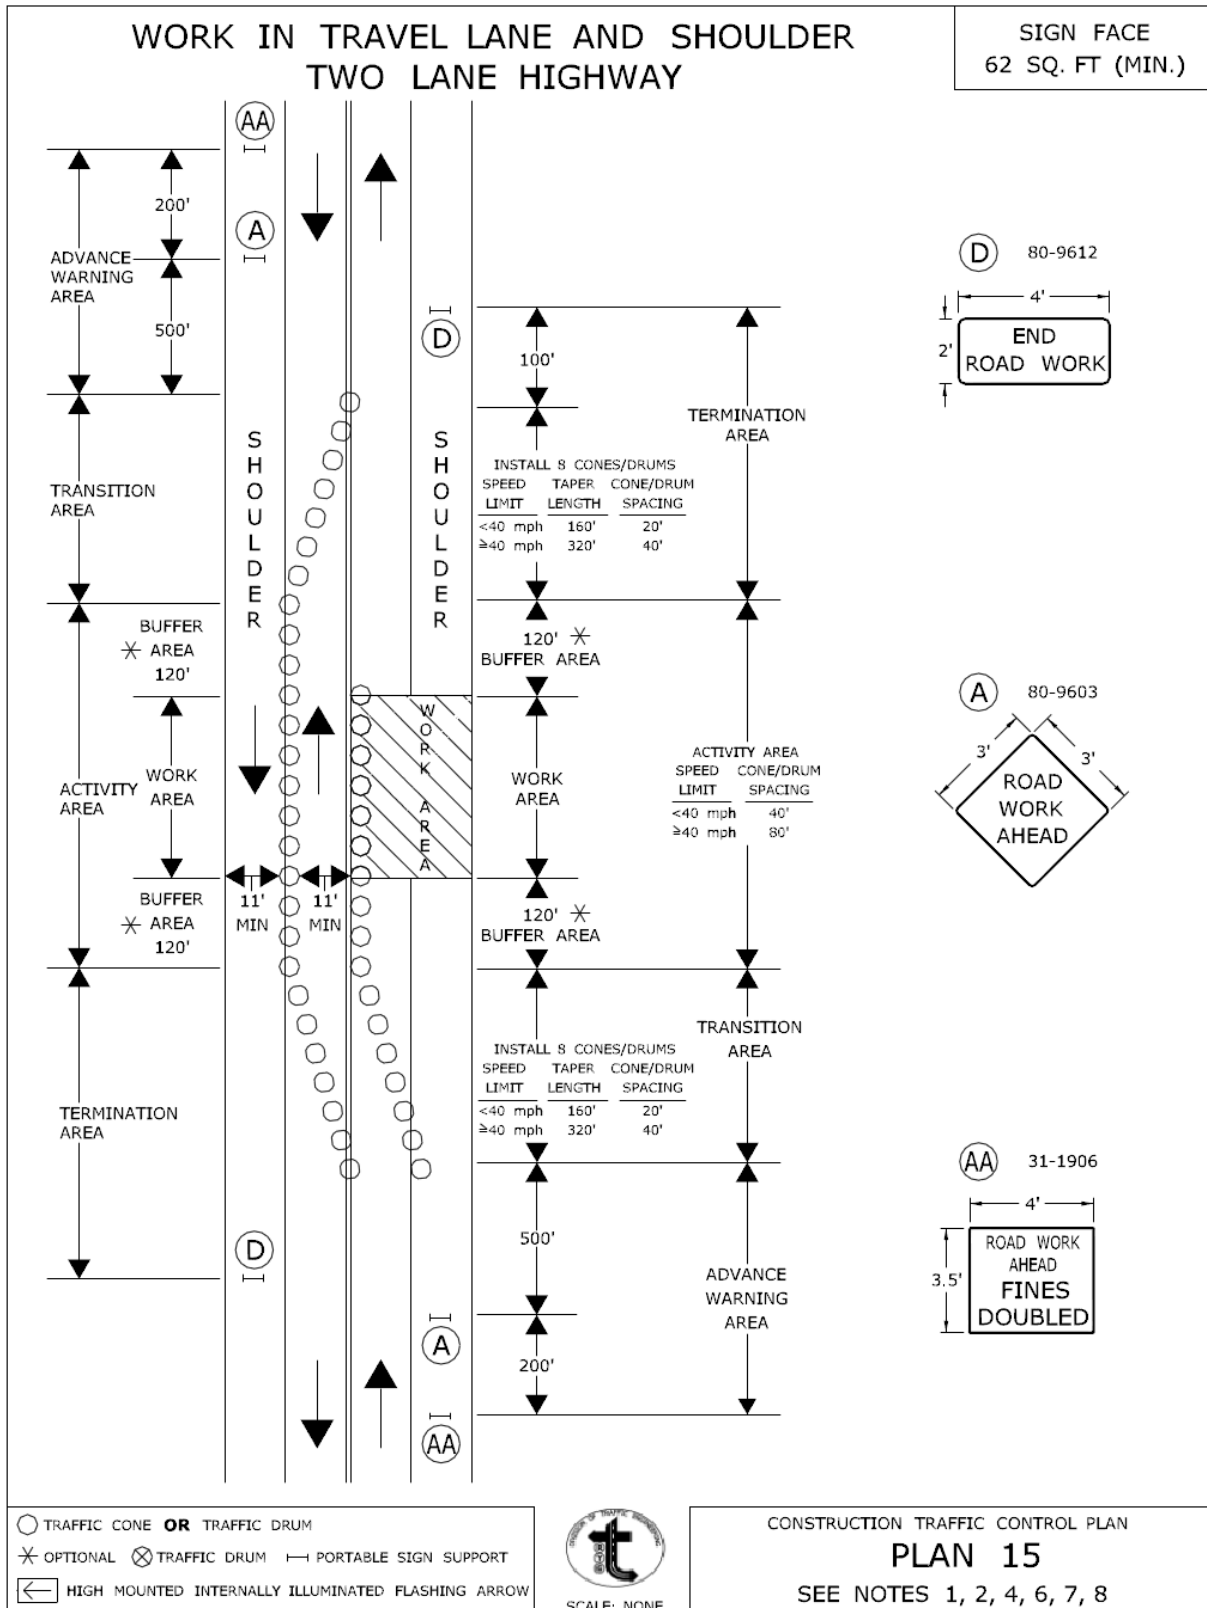 WORK IN TRAVEL LANE AND SHOULDER
TWO LANE HIGHWAY
SIGN FACE
62 SQ. FT (MIN.)
AA
200'
A
ADVANCE
WARNING
AREA
500'
D
100'
TERMINATION
AREA
SHOULDER
SHOULDER
TRANSITION
AREA
INSTALL 8 CONES/DRUMS
SPEED TAPER CONE/DRUM
LIMIT LENGTH SPACING
<40 mph 160' 20'
≧40 mph 320' 40'
BUFFER
AREA
120'
120'
BUFFER AREA
WORK AREA
ACTIVITY
AREA
WORK
AREA
WORK
AREA
ACTIVITY AREA
SPEED CONE/DRUM
LIMIT SPACING
<40 mph 40'
≧40 mph 80'
BUFFER
AREA
120'
11'
MIN
11'
MIN
120'
BUFFER AREA
TRANSITION
AREA
INSTALL 8 CONES/DRUMS
SPEED TAPER CONE/DRUM
LIMIT LENGTH SPACING
<40 mph 160' 20'
≧40 mph 320' 40'
TERMINATION
AREA
D
500'
ADVANCE
WARNING
AREA
A
200'
AA
D 80-9612
4'
2'
END
ROAD WORK
A 80-9603
3' 3'
ROAD
WORK
AHEAD
AA 31-1906
4'
3.5'
ROAD WORK
AHEAD
FINES
DOUBLED
TRAFFIC CONE OR TRAFFIC DRUM
OPTIONAL TRAFFIC DRUM PORTABLE SIGN SUPPORT
HIGH MOUNTED INTERNALLY ILLUMINATED FLASHING ARROW
DIVISION OF TRAFFIC ENGINEERING
SCALE: NONE
CONSTRUCTION TRAFFIC CONTROL PLAN
PLAN 15
SEE NOTES 1, 2, 4, 6, 7, 8